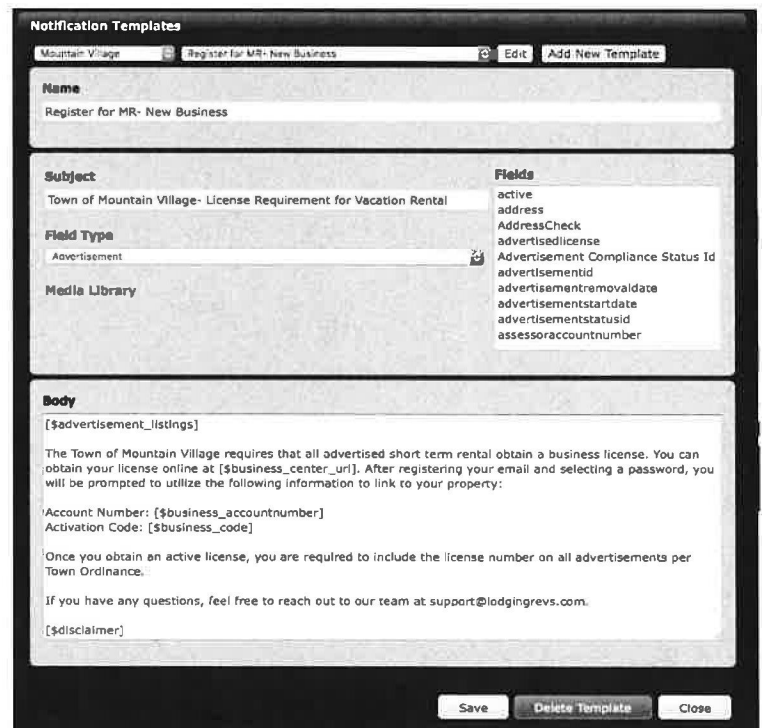 Notification Templates
Mountain Village Register for MR- New Business Edit Add New Template
Name
Register for MR- New Business
Subject
Town of Mountain Village- License Requirement for Vacation Rental
Field Type
Advertisement
Media Library
Fields
active
address
AddressCheck
advertisedlicense
Advertisement Compliance Status Id
advertisementid
advertisementremovaldate
advertisementstartdate
advertisementstatusid
assessoraccountnumber
Body
[$advertisement_listings]
The Town of Mountain Village requires that all advertised short term rental obtain a business license. You can
obtain your license online at [$business_center_url]. After registering your email and selecting a password, you
will be prompted to utilize the following information to link to your property:
Account Number: [$business_accountnumber]
Activation Code: [$business_code]
Once you obtain an active license, you are required to include the license number on all advertisements per
Town Ordinance.
If you have any questions, feel free to reach out to our team at support@lodgingrevs.com.
[$disclaimer]
Save Delete Template Close